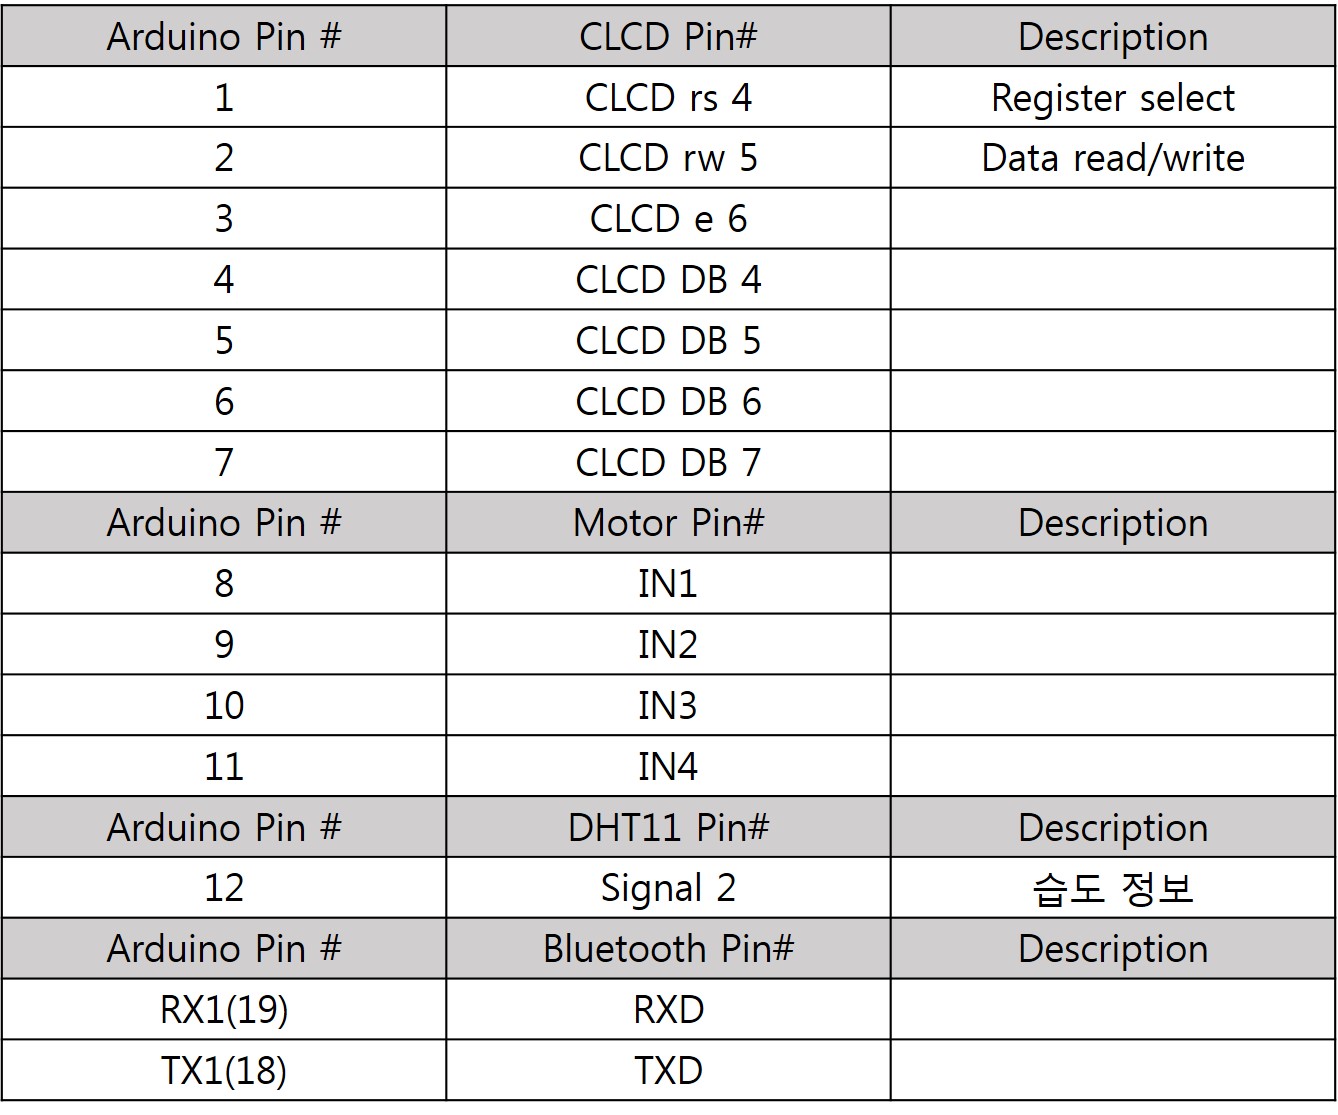 Arduino Pin # CLCD Pin# Description
1 CLCD rs 4 Register select
2 CLCD rw 5 Data read/write
3 CLCD e 6
4 CLCD DB 4
5 CLCD DB 5
6 CLCD DB 6
7 CLCD DB 7
Arduino Pin # Motor Pin# Description
8 IN1
9 IN2
10 IN3
11 IN4
Arduino Pin # DHT11 Pin# Description
12 Signal 2 습도 정보
Arduino Pin # Bluetooth Pin# Description
RX1(19) RXD
TX1(18) TXD